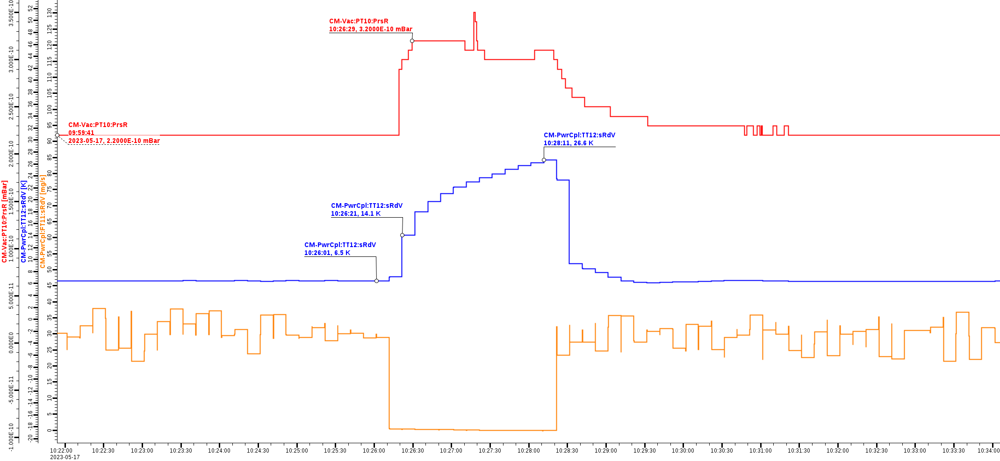 CM-Vac:PT10:PrsR [mBar]
3.500E-10
3.000E-10
2.500E-10
2.000E-10
1.500E-10
1.000E-10
5.000E-11
0.000E0
-5.000E-11
-1.000E-10
CM-PwrCpl:TT12:sRdV [K]
52
50
48
46
44
42
40
38
36
34
32
30
28
26
24
22
20
18
16
14
12
10
8
6
4
2
0
-2
-4
-6
-8
-10
-12
-14
-16
-18
-20
CM-PwrCpl:FT11:sRdV [mg/s]
130
125
120
115
110
105
100
95
90
85
80
75
70
65
60
55
50
45
40
35
30
25
20
15
10
5
0
CM-Vac:PT10:PrsR
10:26:29, 3.2000E-10 mBar
CM-Vac:PT10:PrsR
09:59:41
2023-05-17, 2.2000E-10 mBar
CM-PwrCpl:TT12:sRdV
10:28:11, 26.6 K
CM-PwrCpl:TT12:sRdV
10:26:21, 14.1 K
CM-PwrCpl:TT12:sRdV
10:26:01, 6.5 K
10:22:00 10:22:30 10:23:00 10:23:30 10:24:00 10:24:30 10:25:00 10:25:30 10:26:00 10:26:30 10:27:00 10:27:30 10:28:00 10:28:30 10:29:00 10:29:30 10:30:00 10:30:30 10:31:00 10:31:30 10:32:00 10:32:30 10:33:00 10:33:30 10:34:00
2023-05-17